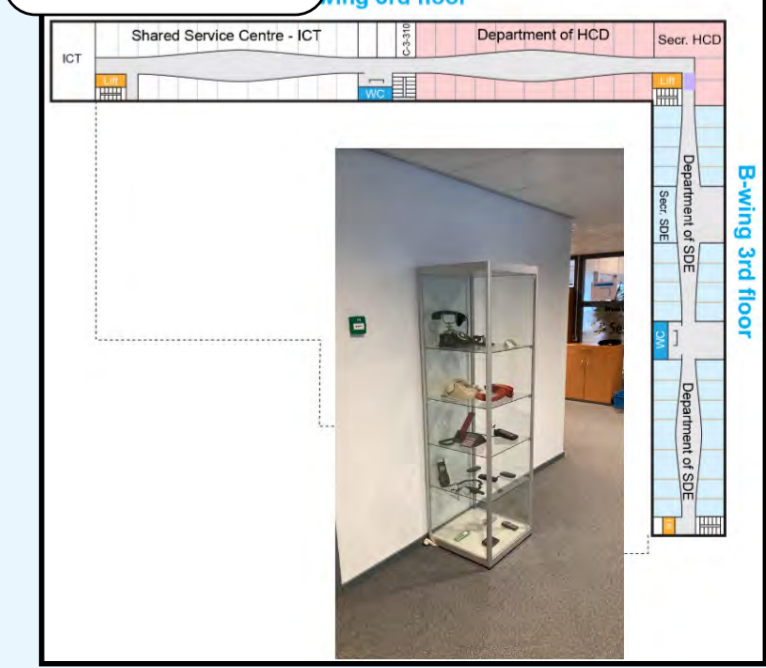 wing 3rd floor
ICT
Shared Service Centre - ICT
C-3-310
Department of HCD
Secr. HCD
Lift
WC
Lift
Department of SDE
Secr. SDE
B-wing 3rd floor
WC
Department of SDE